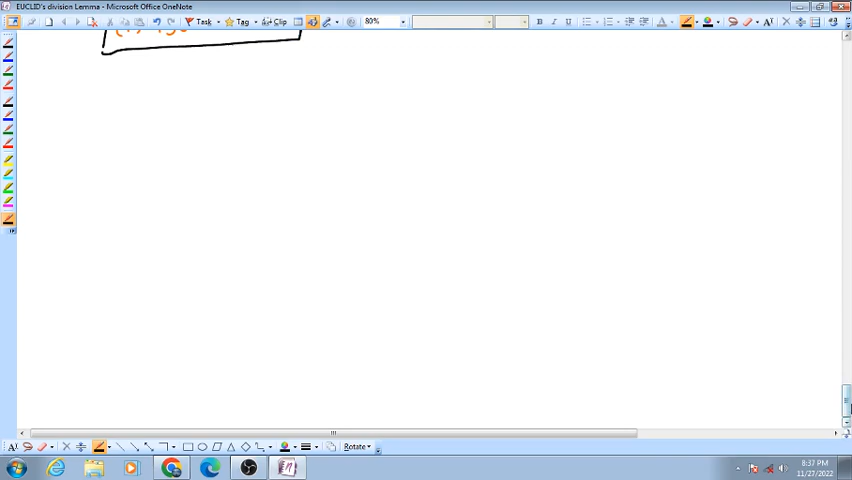 EUCLID's division Lemma - Microsoft Office OneNote
Task Tag Clip 80% B I U
Rotate
8:37 PM
11/27/2022